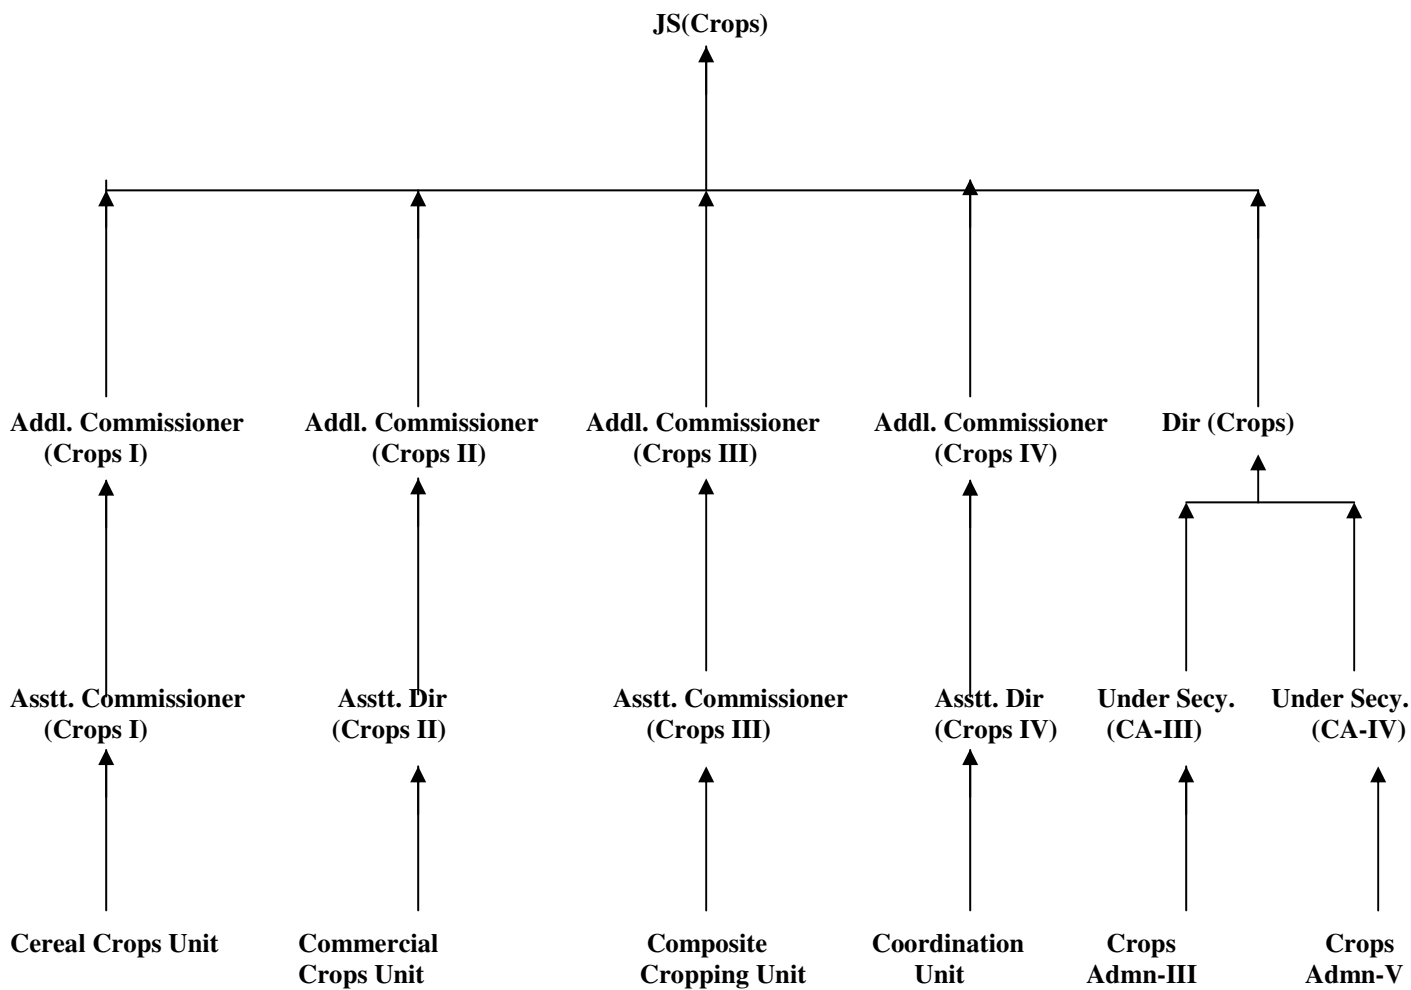 JS(Crops)
Addl. Commissioner
(Crops I)
Addl. Commissioner
(Crops II)
Addl. Commissioner
(Crops III)
Addl. Commissioner
(Crops IV)
Dir (Crops)
Asstt. Commissioner
(Crops I)
Asstt. Dir
(Crops II)
Asstt. Commissioner
(Crops III)
Asstt. Dir
(Crops IV)
Under Secy.
(CA-III)
Under Secy.
(CA-IV)
Cereal Crops Unit
Commercial
Crops Unit
Composite
Cropping Unit
Coordination
Unit
Crops
Admn-III
Crops
Admn-V